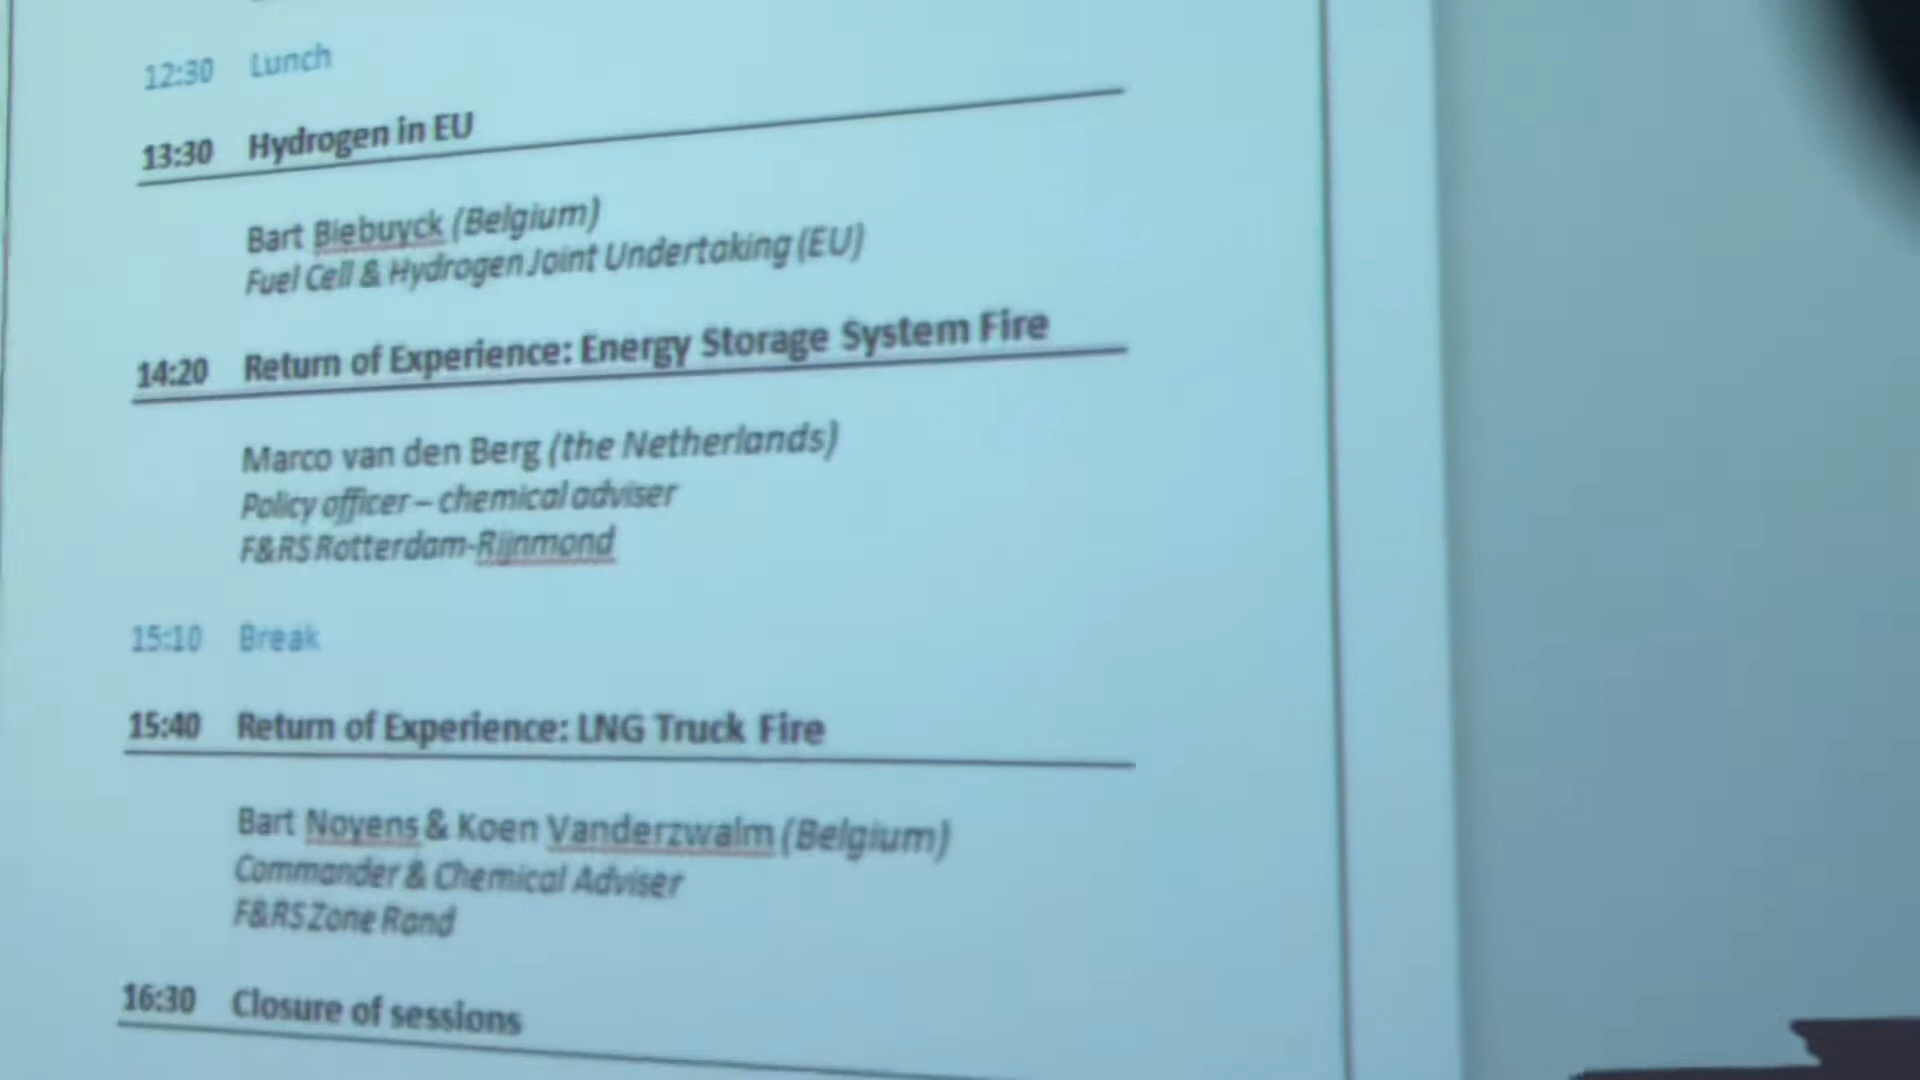 12:30 Lunch
13:30 Hydrogen in EU
Bart Biebuyck (Belgium)
Fuel Cell & Hydrogen Joint Undertaking (EU)
14:20 Return of Experience: Energy Storage System Fire
Marco van den Berg (the Netherlands)
Policy officer – chemical adviser
F&RS Rotterdam-Rijnmond
15:10 Break
15:40 Return of Experience: LNG Truck Fire
Bart Noyens & Koen Vanderzwalm (Belgium)
Commander & Chemical Adviser
F&RS Zone Rand
16:30 Closure of sessions